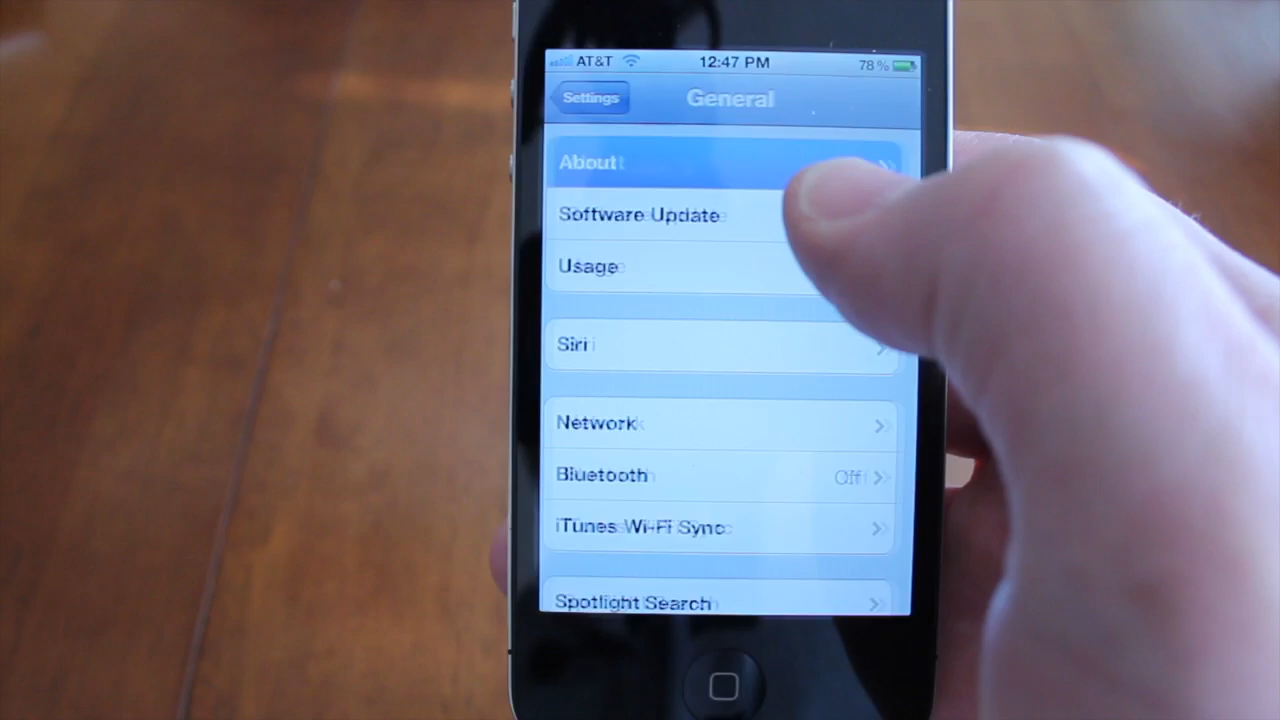 AT&T 12:47 PM 78%
Settings General
About
Software Update
Usage
Siri
Network
Bluetooth Off
iTunes Wi-Fi Sync
Spotlight Search